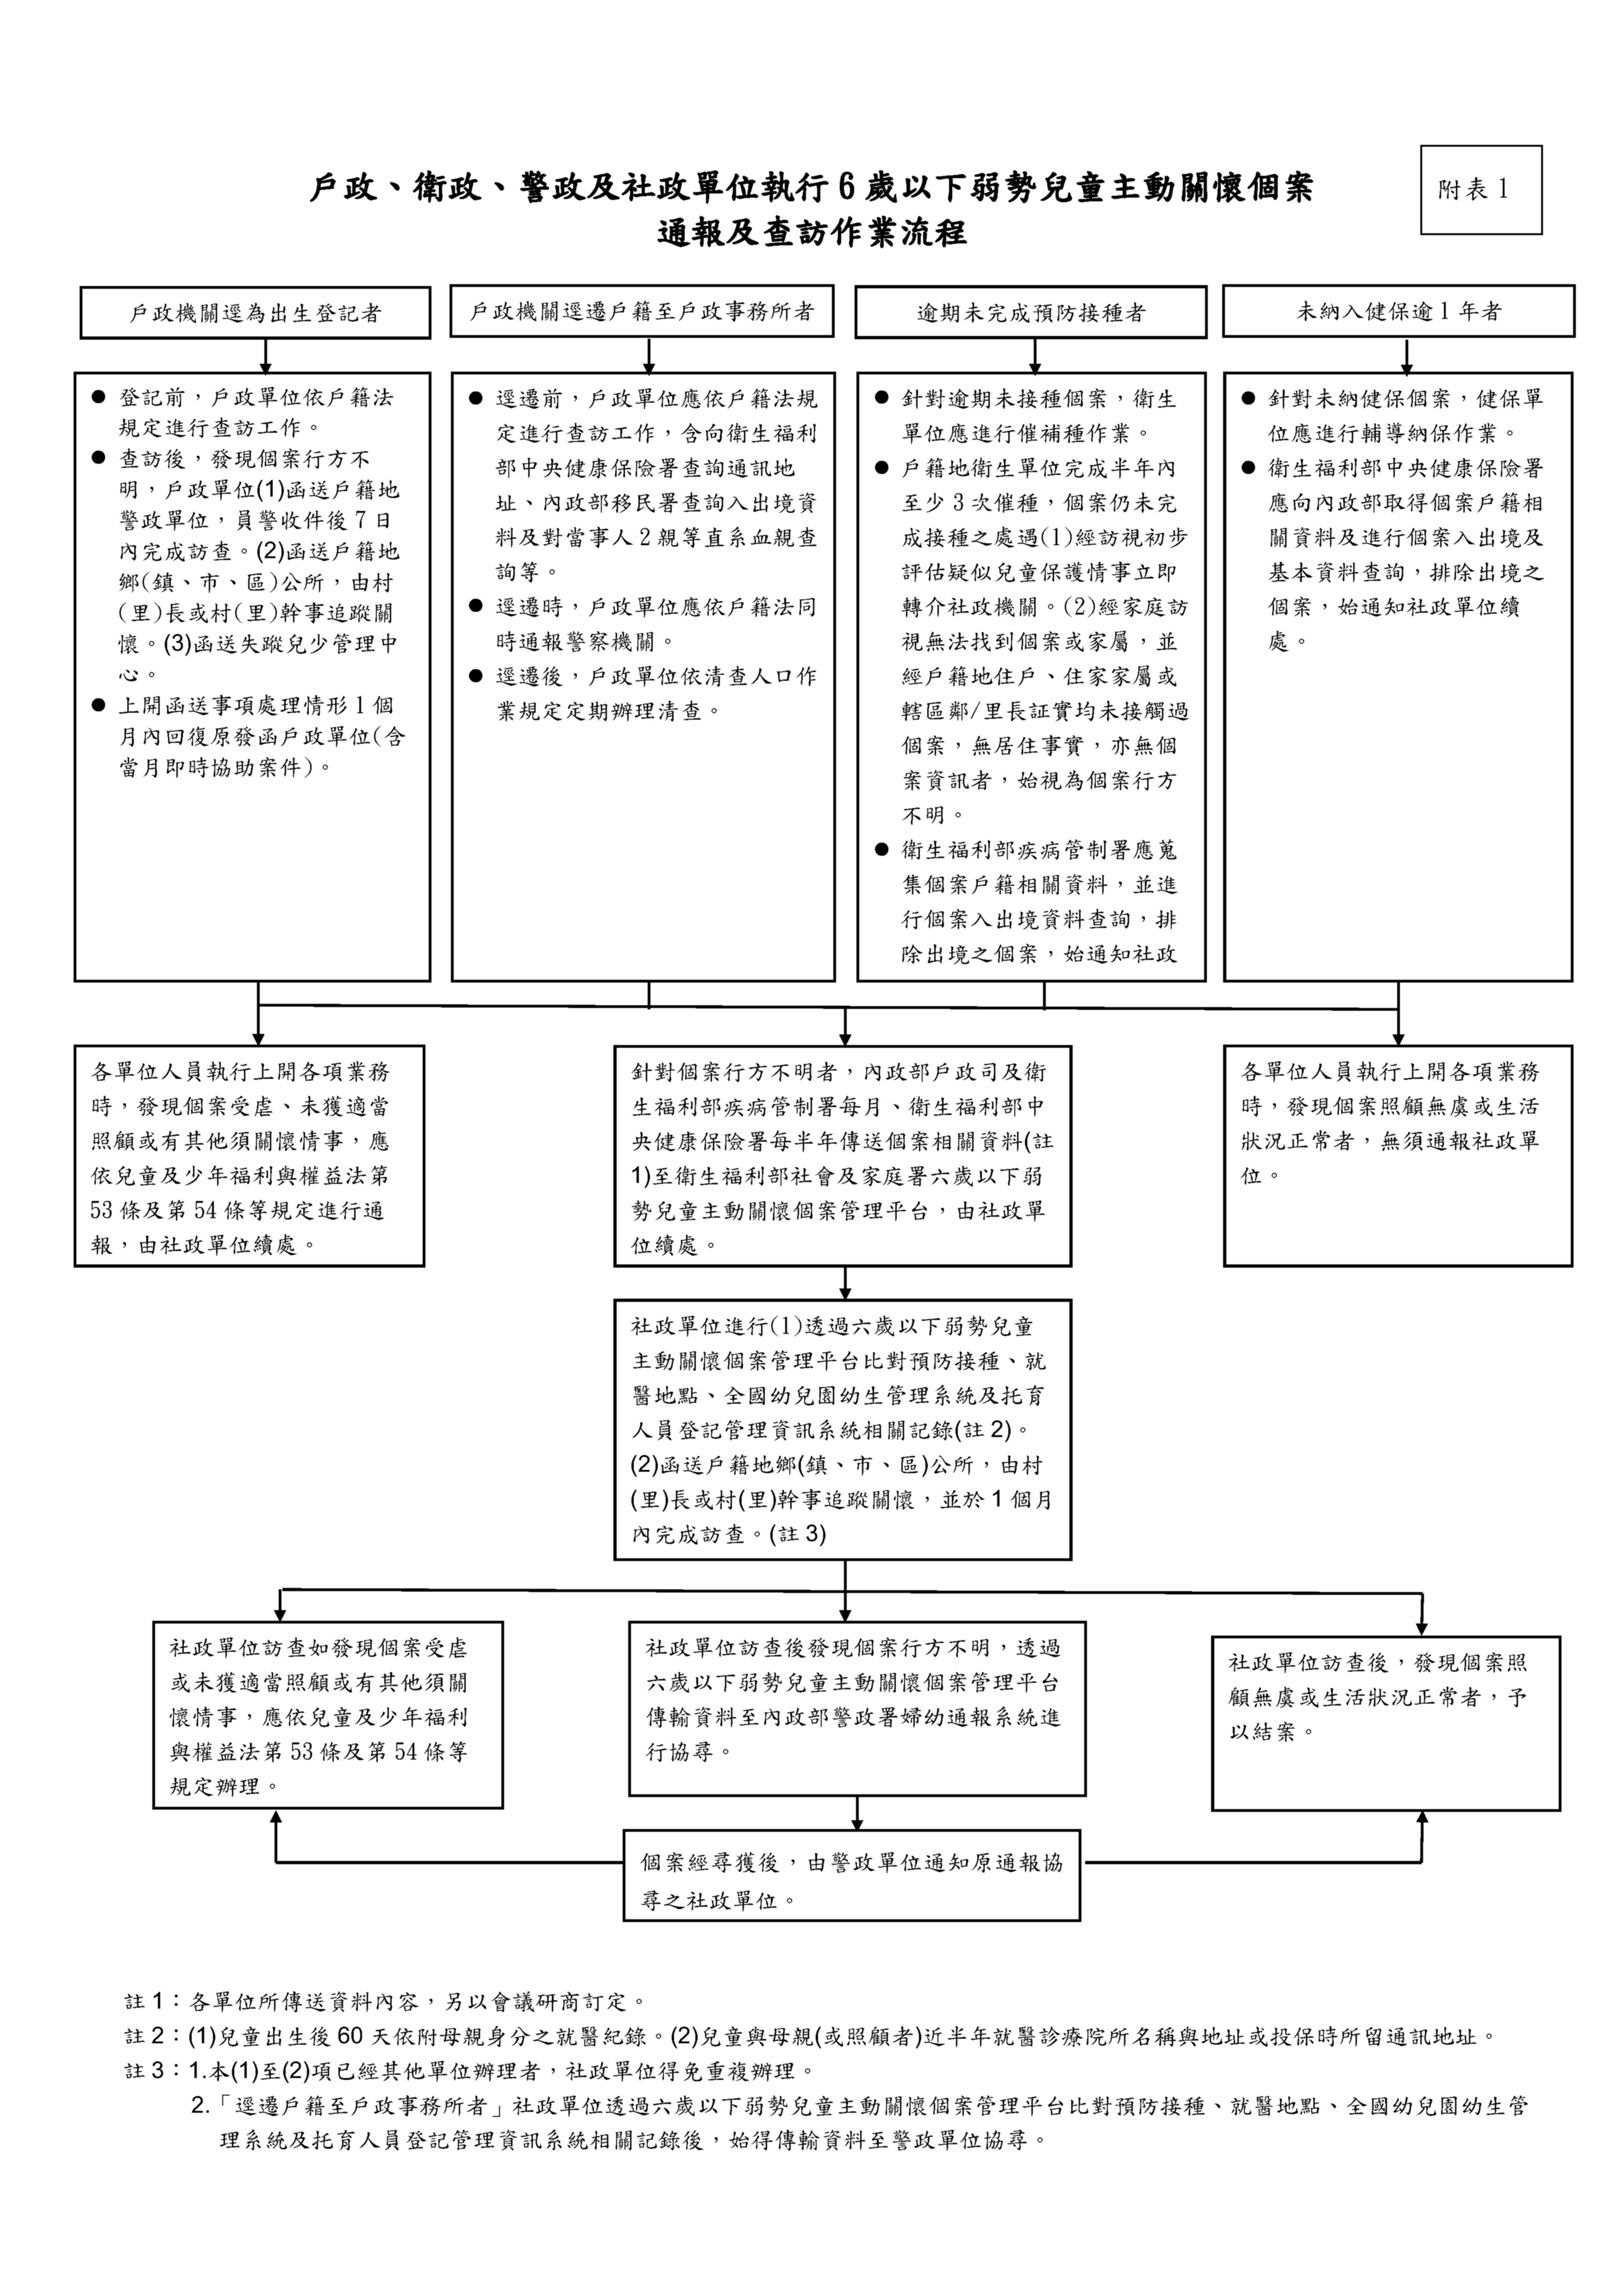 附表 1
戶政、衛政、警政及社政單位執行 6 歲以下弱勢兒童主動關懷個案
通報及查訪作業流程
戶政機關逕為出生登記者
戶政機關逕遷戶籍至戶政事務所者
逾期未完成預防接種者
未納入健保逾 1 年者
● 登記前，戶政單位依戶籍法
規定進行查訪工作。
● 查訪後，發現個案行方不
明，戶政單位(1)函送戶籍地
警政單位，員警收件後 7 日
內完成訪查。(2)函送戶籍地
鄉(鎮、市、區)公所，由村
(里)長或村(里)幹事追蹤關
懷。(3)函送失蹤兒少管理中
心。
● 上開函送事項處理情形 1 個
月內回復原發函戶政單位(含
當月即時協助案件)。
● 逕遷前，戶政單位應依戶籍法規
定進行查訪工作，含向衛生福利
部中央健康保險署查詢通訊地
址、內政部移民署查詢入出境資
料及對當事人 2 親等直系血親查
詢等。
● 逕遷時，戶政單位應依戶籍法同
時通報警察機關。
● 逕遷後，戶政單位依清查人口作
業規定定期辦理清查。
● 針對逾期未接種個案，衛生
單位應進行催補種作業。
● 戶籍地衛生單位完成半年內
至少 3 次催種，個案仍未完
成接種之處遇(1)經訪視初步
評估疑似兒童保護情事立即
轉介社政機關。(2)經家庭訪
視無法找到個案或家屬，並
經戶籍地住戶、住家家屬或
轄區鄰/里長証實均未接觸過
個案，無居住事實，亦無個
案資訊者，始視為個案行方
不明。
● 衛生福利部疾病管制署應蒐
集個案戶籍相關資料，並進
行個案入出境資料查詢，排
除出境之個案，始通知社政
● 針對未納健保個案，健保單
位應進行輔導納保作業。
● 衛生福利部中央健康保險署
應向內政部取得個案戶籍相
關資料及進行個案入出境及
基本資料查詢，排除出境之
個案，始通知社政單位續
處。
各單位人員執行上開各項業務
時，發現個案受虐、未獲適當
照顧或有其他須關懷情事，應
依兒童及少年福利與權益法第
53 條及第 54 條等規定進行通
報，由社政單位續處。
針對個案行方不明者，內政部戶政司及衛
生福利部疾病管制署每月、衛生福利部中
央健康保險署每半年傳送個案相關資料(註
1)至衛生福利部社會及家庭署六歲以下弱
勢兒童主動關懷個案管理平台，由社政單
位續處。
各單位人員執行上開各項業務
時，發現個案照顧無虞或生活
狀況正常者，無須通報社政單
位。
社政單位進行(1)透過六歲以下弱勢兒童
主動關懷個案管理平台比對預防接種、就
醫地點、全國幼兒園幼生管理系統及托育
人員登記管理資訊系統相關記錄(註 2)。
(2)函送戶籍地鄉(鎮、市、區)公所，由村
(里)長或村(里)幹事追蹤關懷，並於 1 個月
內完成訪查。(註 3)
社政單位訪查如發現個案受虐
或未獲適當照顧或有其他須關
懷情事，應依兒童及少年福利
與權益法第 53 條及第 54 條等
規定辦理。
社政單位訪查後發現個案行方不明，透過
六歲以下弱勢兒童主動關懷個案管理平台
傳輸資料至內政部警政署婦幼通報系統進
行協尋。
社政單位訪查後，發現個案照
顧無虞或生活狀況正常者，予
以結案。
個案經尋獲後，由警政單位通知原通報協
尋之社政單位。
註 1：各單位所傳送資料內容，另以會議研商訂定。
註 2：(1)兒童出生後 60 天依附母親身分之就醫紀錄。(2)兒童與母親(或照顧者)近半年就醫診療院所名稱與地址或投保時所留通訊地址。
註 3：1.本(1)至(2)項已經其他單位辦理者，社政單位得免重複辦理。
2.「逕遷戶籍至戶政事務所者」社政單位透過六歲以下弱勢兒童主動關懷個案管理平台比對預防接種、就醫地點、全國幼兒園幼生管
理系統及托育人員登記管理資訊系統相關記錄後，始得傳輸資料至警政單位協尋。